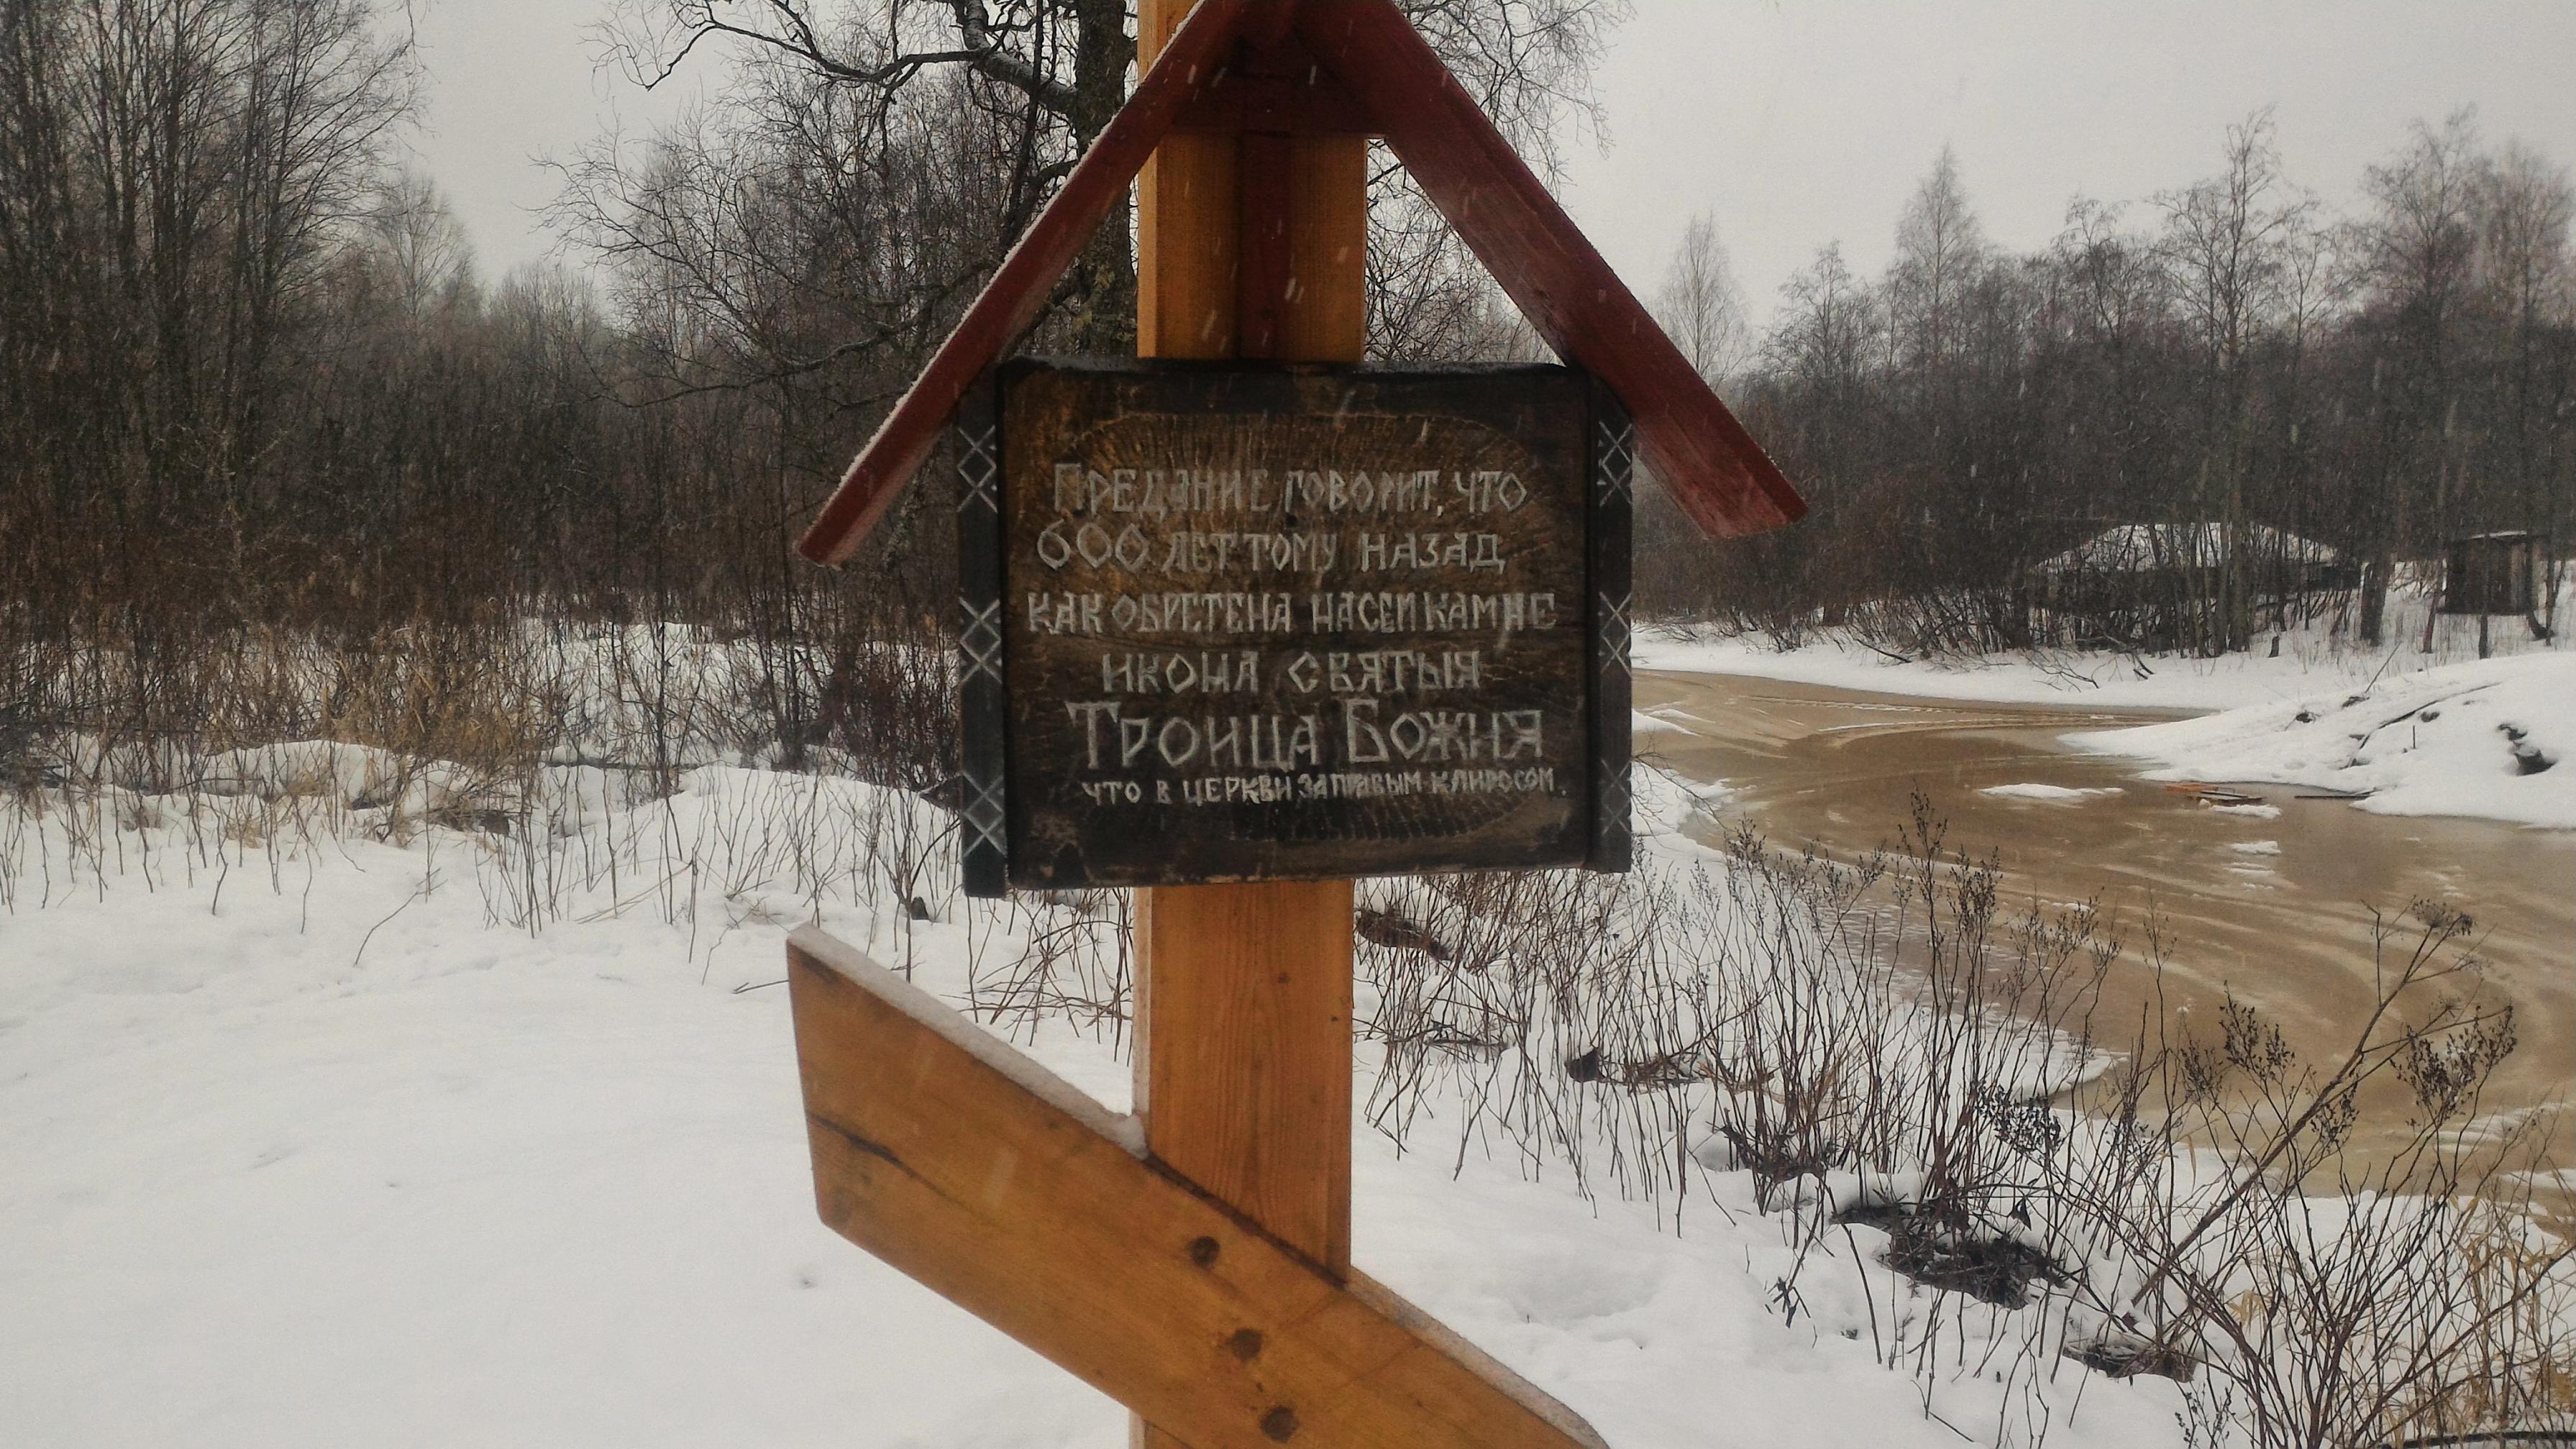 Предание говорит, что
600 лет тому назад
как обретена на сем камне
икона святыя
Троица Божия
что в церкви за правым клиросом.